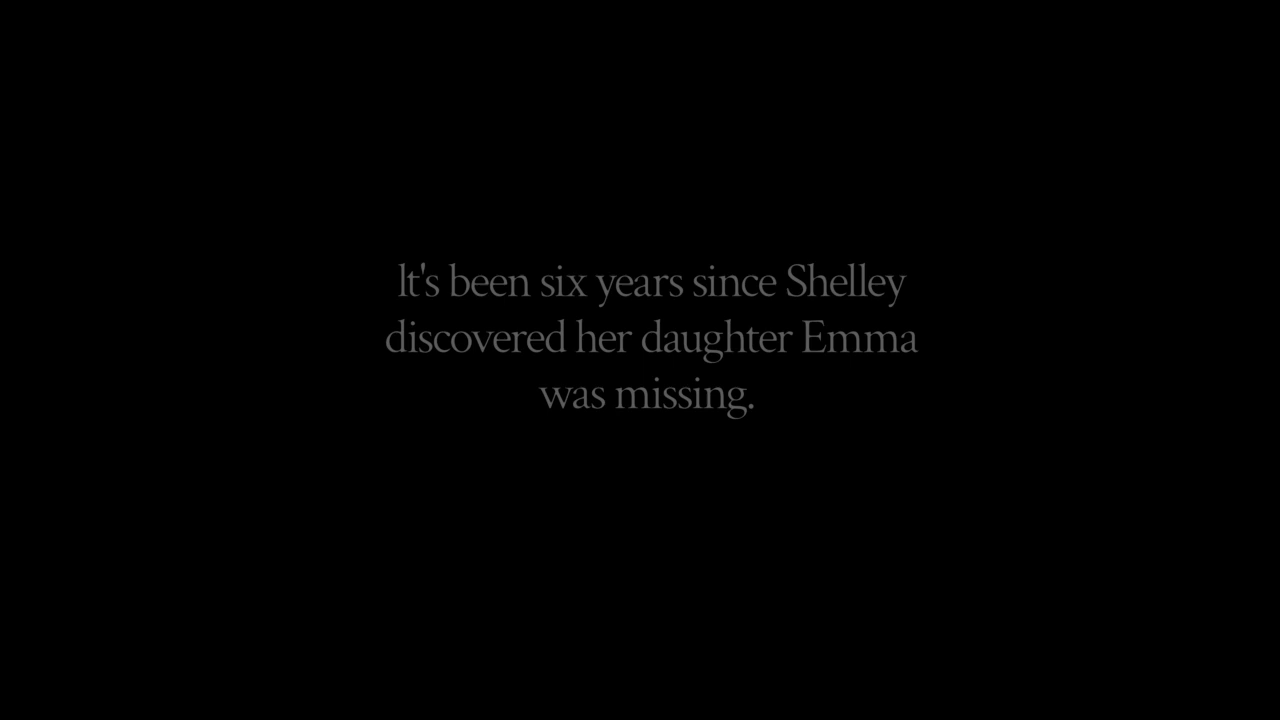 It's been six years since Shelley
discovered her daughter Emma
was missing.